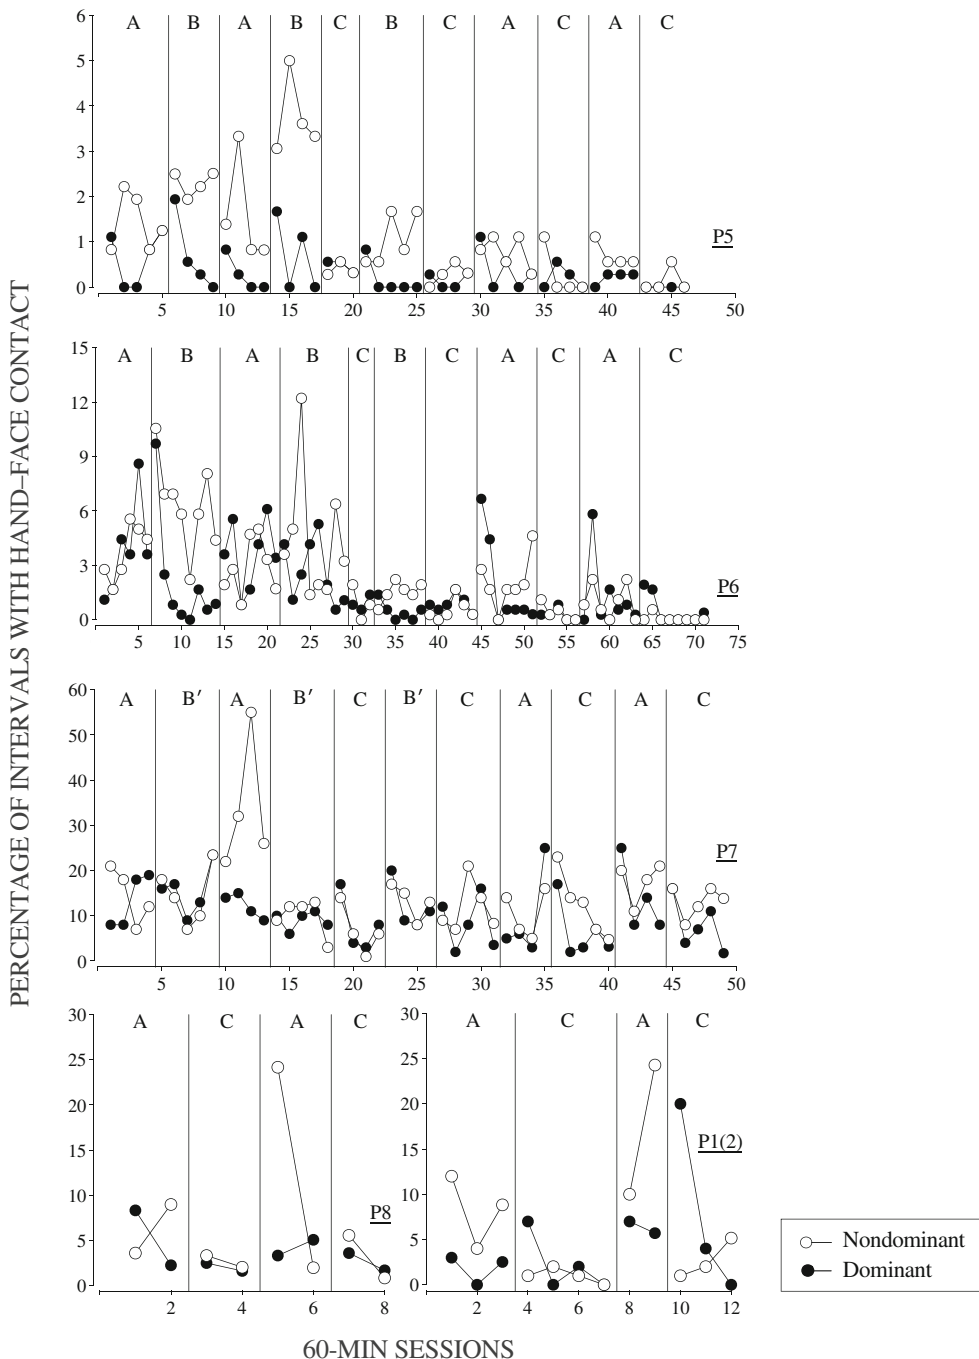 PERCENTAGE OF INTERVALS WITH HAND–FACE CONTACT
A B A B C B C A C A C
6
5
4
3
2
1
0
P5
5 10 15 20 25 30 35 40 45 50
A B A B C B C A C A C
15
12
9
6
3
0
P6
5 10 15 20 25 30 35 40 45 50 55 60 65 70 75
A B′ A B′ C B′ C A C A C
60
50
40
30
20
10
0
P7
5 10 15 20 25 30 35 40 45 50
A C A C
30
25
20
15
10
5
0
P8
2 4 6 8
A C A C
30
25
20
15
10
5
0
P1(2)
2 4 6 8 10 12
Nondominant
Dominant
60-MIN SESSIONS